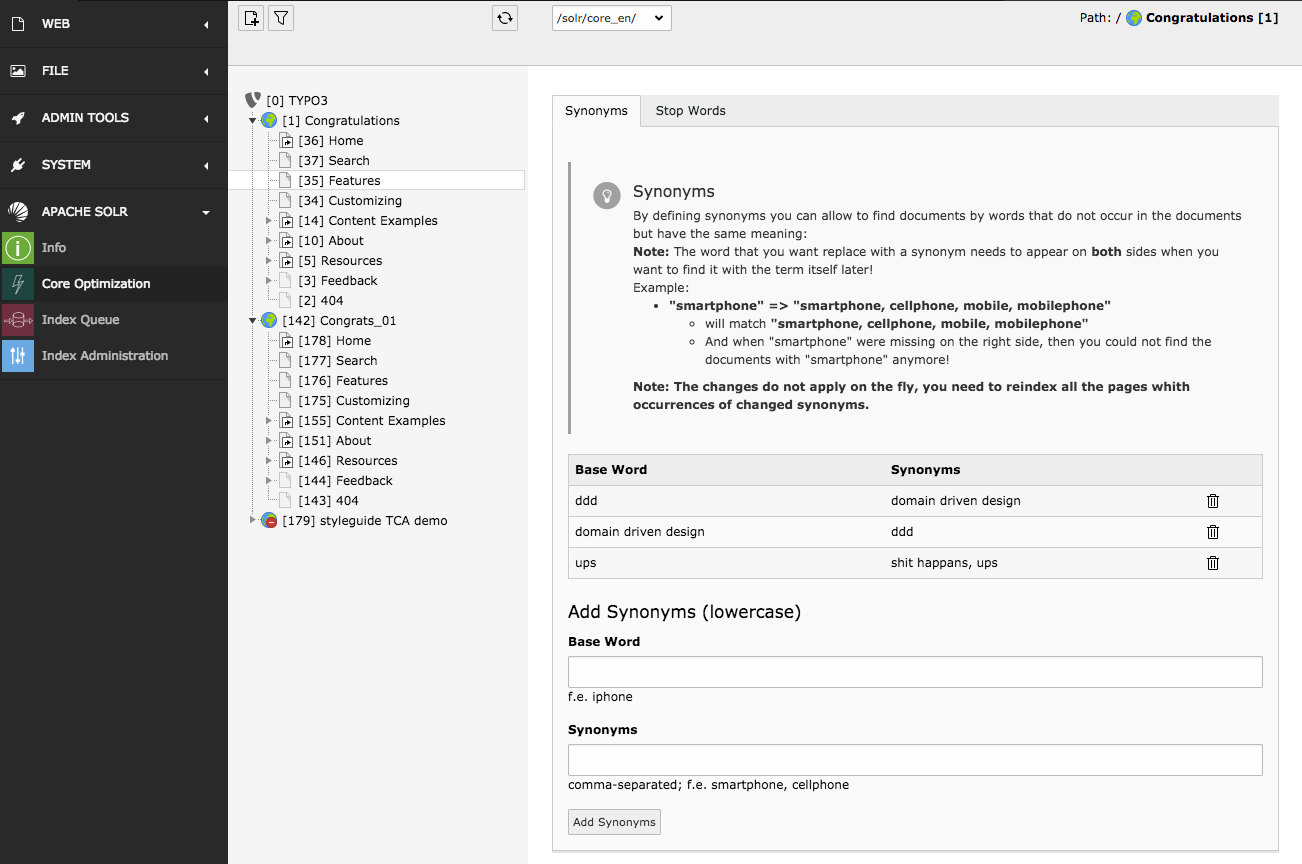 WEB
FILE
ADMIN TOOLS
SYSTEM
APACHE SOLR
Info
Core Optimization
Index Queue
Index Administration
/solr/core_en/
Path: / Congratulations [1]
[0] TYPO3
[1] Congratulations
[36] Home
[37] Search
[35] Features
[34] Customizing
[14] Content Examples
[10] About
[5] Resources
[3] Feedback
[2] 404
[142] Congrats_01
[178] Home
[177] Search
[176] Features
[175] Customizing
[155] Content Examples
[151] About
[146] Resources
[144] Feedback
[143] 404
[179] styleguide TCA demo
Synonyms
Stop Words
Synonyms
By defining synonyms you can allow to find documents by words that do not occur in the documents
but have the same meaning:
Note: The word that you want replace with a synonym needs to appear on both sides when you
want to find it with the term itself later!
Example:
"smartphone" => "smartphone, cellphone, mobile, mobilephone"
will match "smartphone, cellphone, mobile, mobilephone"
And when "smartphone" were missing on the right side, then you could not find the
documents with "smartphone" anymore!
Note: The changes do not apply on the fly, you need to reindex all the pages whith
occurrences of changed synonyms.
Base Word Synonyms
ddd domain driven design
domain driven design ddd
ups shit happans, ups
Add Synonyms (lowercase)
Base Word
f.e. iphone
Synonyms
comma-separated; f.e. smartphone, cellphone
Add Synonyms